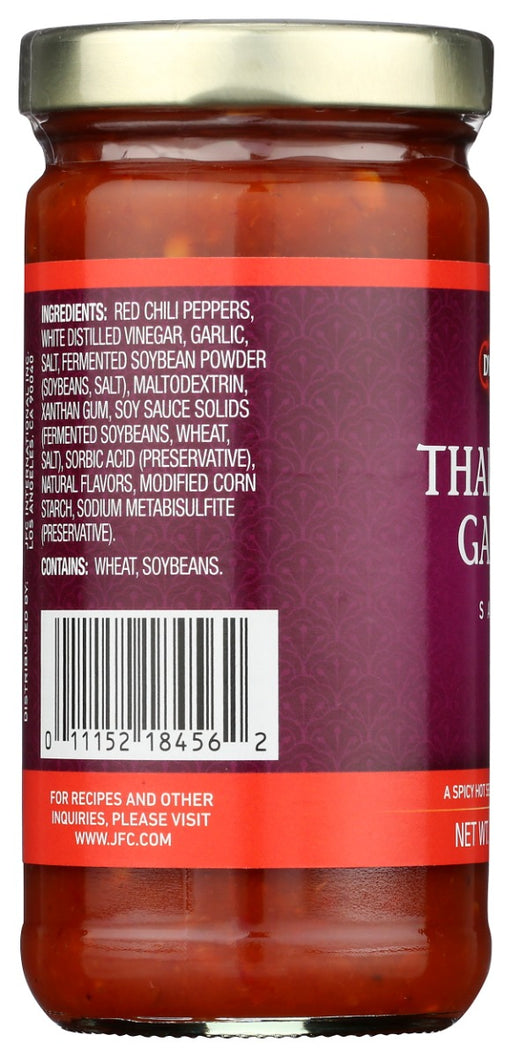 INGREDIENTS: RED CHILI PEPPERS,
WHITE DISTILLED VINEGAR, GARLIC,
SALT, FERMENTED SOYBEAN POWDER
(SOYBEANS, SALT), MALTODEXTRIN,
XANTHAN GUM, SOY SAUCE SOLIDS
(FERMENTED SOYBEANS, WHEAT,
SALT), SORBIC ACID (PRESERVATIVE),
NATURAL FLAVORS, MODIFIED CORN
STARCH, SODIUM METABISULFITE
(PRESERVATIVE).
CONTAINS: WHEAT, SOYBEANS.
DISTRIBUTED BY: JFC INTERNATIONAL INC.
LOS ANGELES, CA 90040
0 11152 18456 2
FOR RECIPES AND OTHER
INQUIRIES, PLEASE VISIT
WWW.JFC.COM
THA
GA
S
A SPICY HOT
NET WT.